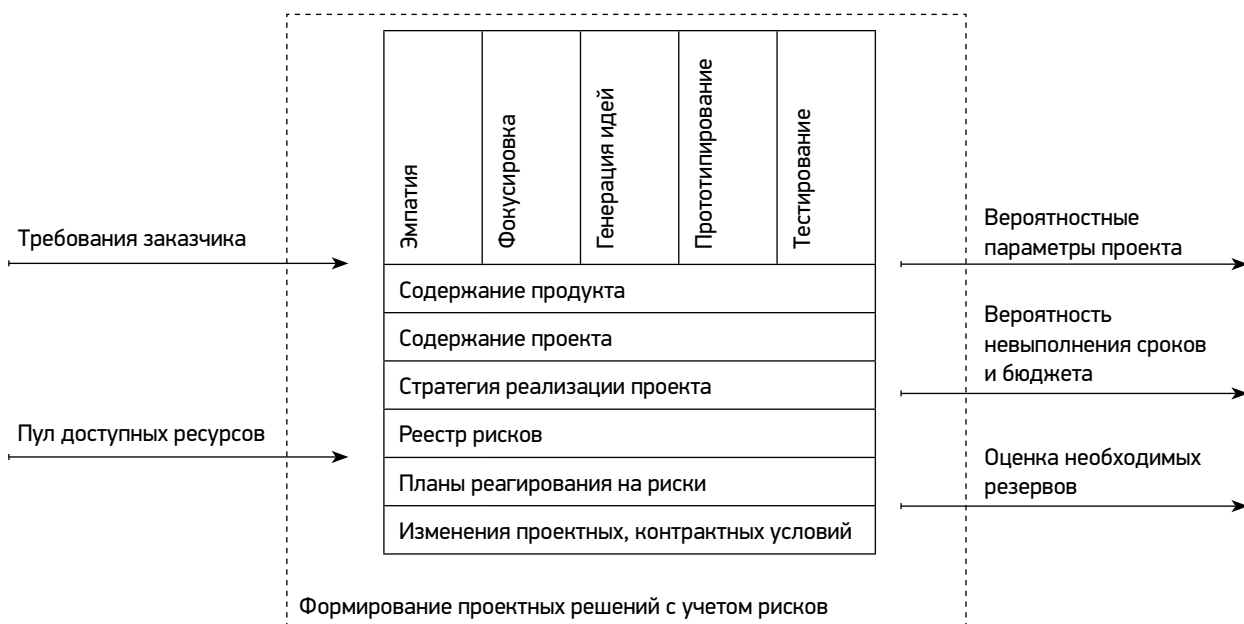 Эмпатия
Фокусировка
Генерация идей
Прототипирование
Тестирование
Требования заказчика
Пул доступных ресурсов
Содержание продукта
Содержание проекта
Стратегия реализации проекта
Реестр рисков
Планы реагирования на риски
Изменения проектных, контрактных условий
Вероятностные
параметры проекта
Вероятность
невыполнения сроков
и бюджета
Оценка необходимых
резервов
Формирование проектных решений с учетом рисков